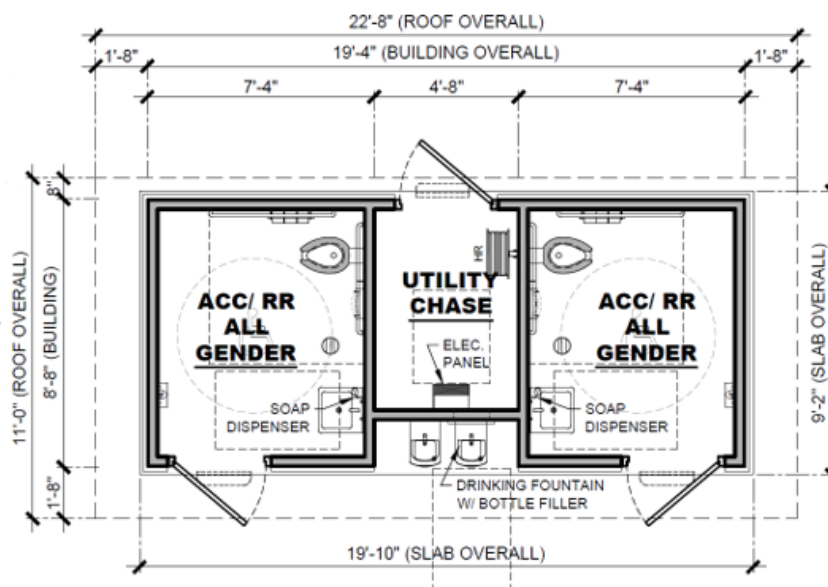 22'-8" (ROOF OVERALL)
1'-8"
19'-4" (BUILDING OVERALL)
1'-8"
7'-4"
4'-8"
7'-4"
8"
11'-0" (ROOF OVERALL)
8'-8" (BUILDING)
1'-8"
ACC/ RR
ALL
GENDER
SOAP
DISPENSER
HR
UTILITY
CHASE
ELEC.
PANEL
ACC/ RR
ALL
GENDER
SOAP
DISPENSER
DRINKING FOUNTAIN
W/ BOTTLE FILLER
9'-2" (SLAB OVERALL)
19'-10" (SLAB OVERALL)